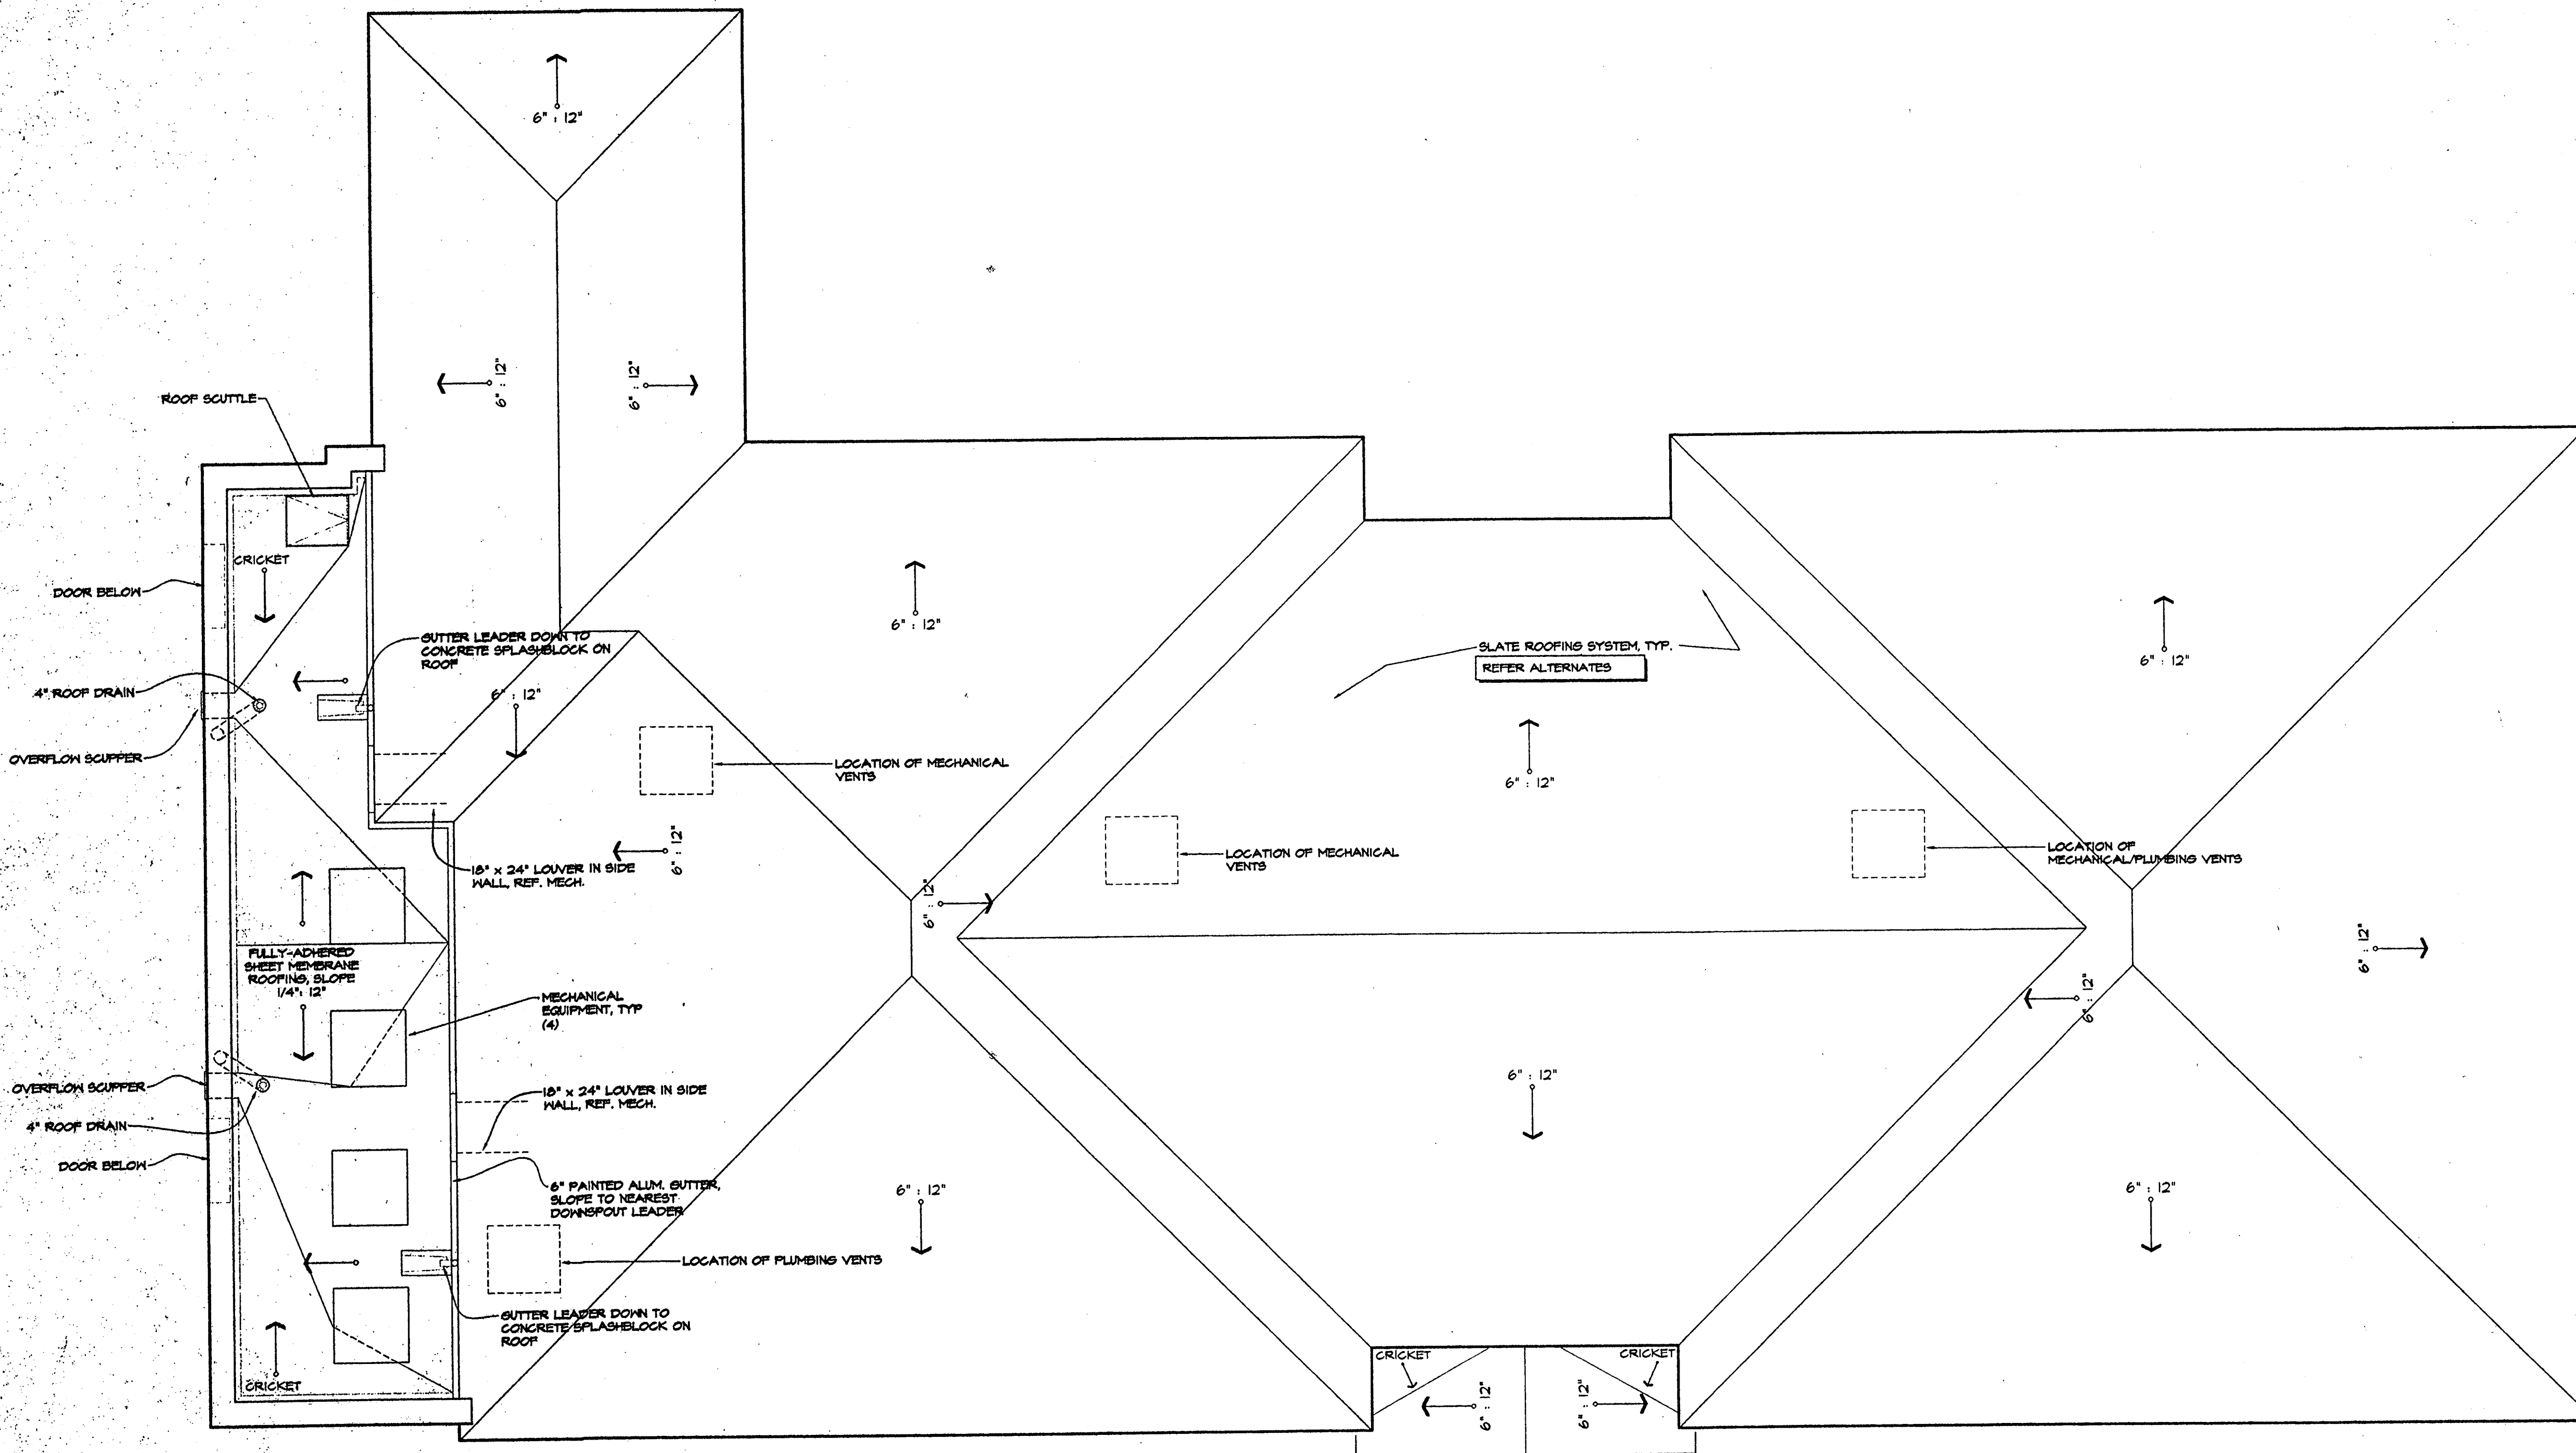 6" : 12"
6" : 12"
6" : 12"
ROOF SCUTTLE
CRICKET
DOOR BELOW
GUTTER LEADER DOWN TO
CONCRETE SPLASHBLOCK ON
ROOF
4" ROOF DRAIN
OVERFLOW SCUPPER
6" : 12"
6" : 12"
SLATE ROOFING SYSTEM, TYP.
REFER ALTERNATES
6" : 12"
LOCATION OF MECHANICAL
VENTS
6" : 12"
18" x 24" LOUVER IN SIDE
WALL, REF. MECH.
6" : 12"
LOCATION OF MECHANICAL
VENTS
LOCATION OF
MECHANICAL/PLUMBING VENTS
6" : 12"
6" : 12"
6" : 12"
FULLY-ADHERED
SHEET MEMBRANE
ROOFING, SLOPE
1/4": 12"
MECHANICAL
EQUIPMENT, TYP
(4)
OVERFLOW SCUPPER
4" ROOF DRAIN
DOOR BELOW
18" x 24" LOUVER IN SIDE
WALL, REF. MECH.
6" : 12"
6" PAINTED ALUM. GUTTER,
SLOPE TO NEAREST
DOWNSPOUT LEADER
6" : 12"
6" : 12"
LOCATION OF PLUMBING VENTS
GUTTER LEADER DOWN TO
CONCRETE SPLASHBLOCK ON
ROOF
CRICKET
CRICKET
CRICKET
6" : 12"
6" : 12"